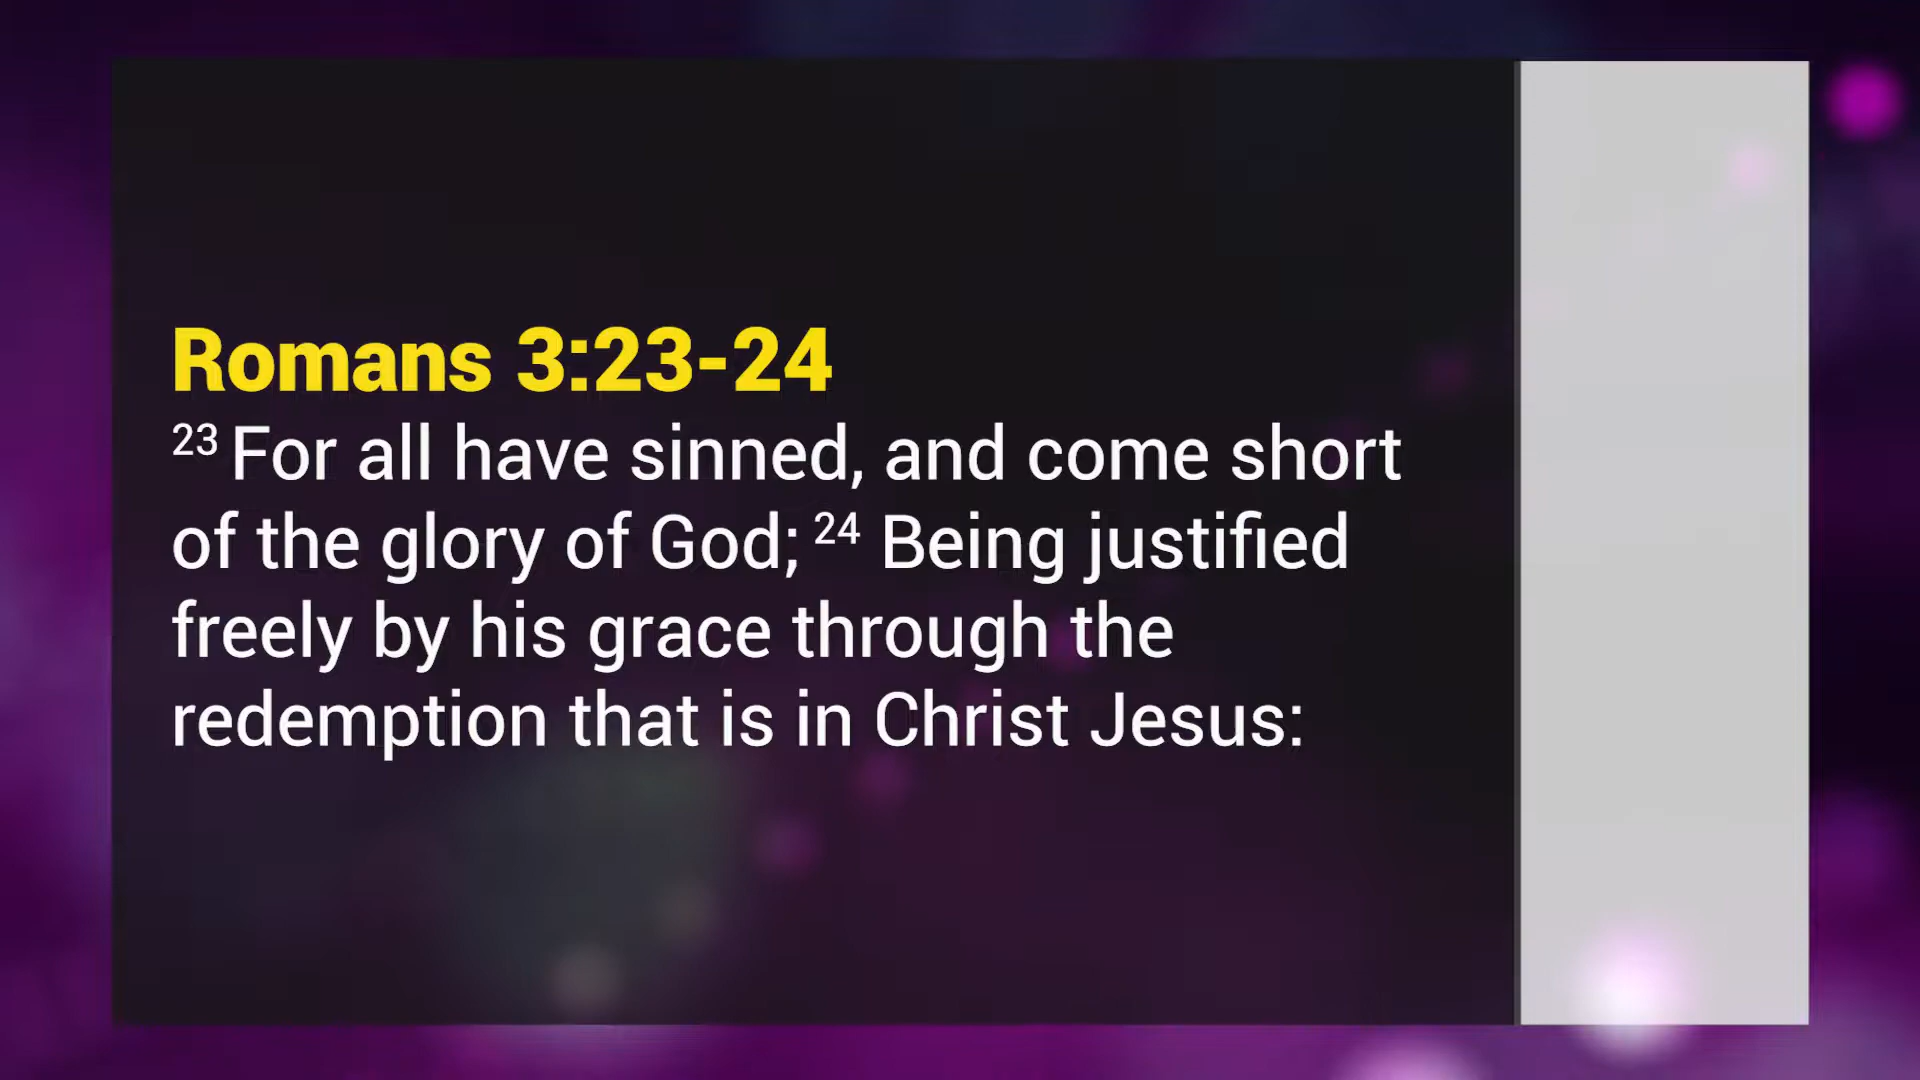 Romans 3:23-24
23 For all have sinned, and come short
of the glory of God; 24 Being justified
freely by his grace through the
redemption that is in Christ Jesus: